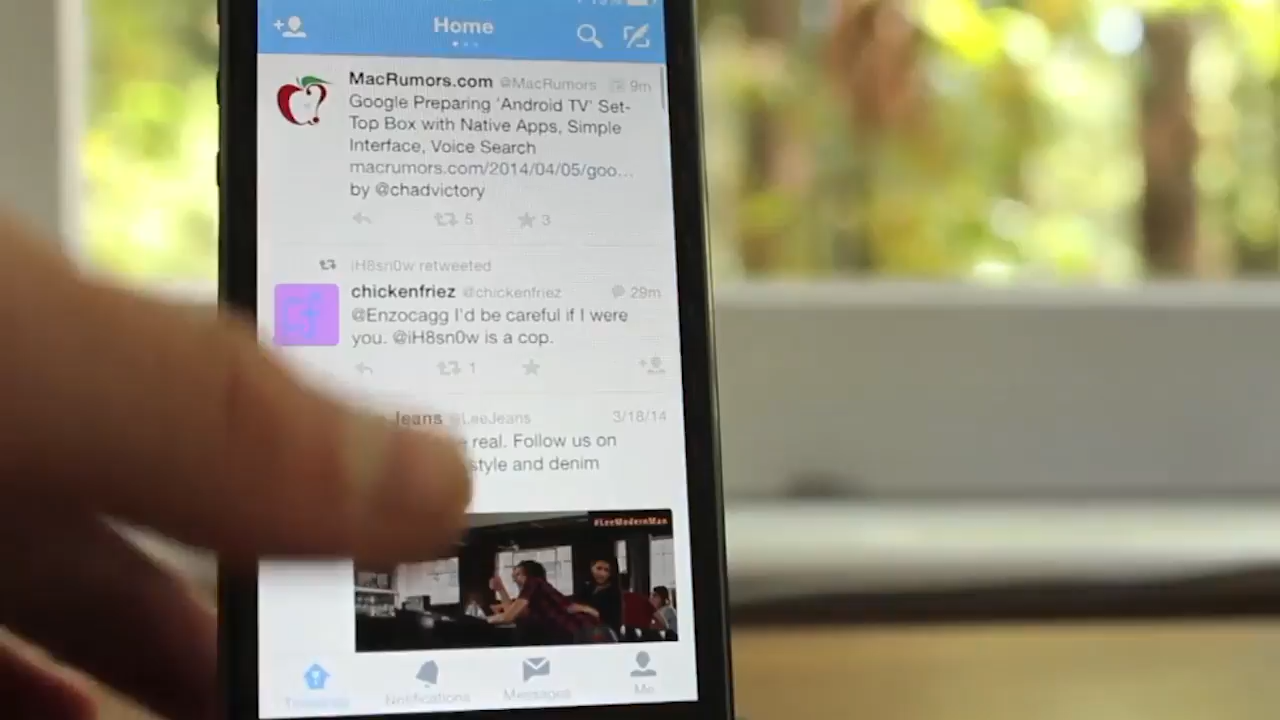 Home
MacRumors.com @MacRumors 9m
Google Preparing 'Android TV' Set-
Top Box with Native Apps, Simple
Interface, Voice Search
macrumors.com/2014/04/05/goo...
by @chadvictory
5 3
iH8sn0w retweeted
chickenfriez @chickenfriez 29m
@Enzocagg I'd be careful if I were
you. @iH8sn0w is a cop.
1
Jeans @LeeJeans 3/18/14
real. Follow us on
style and denim
#LeeModernMan
Notifications Messages Me